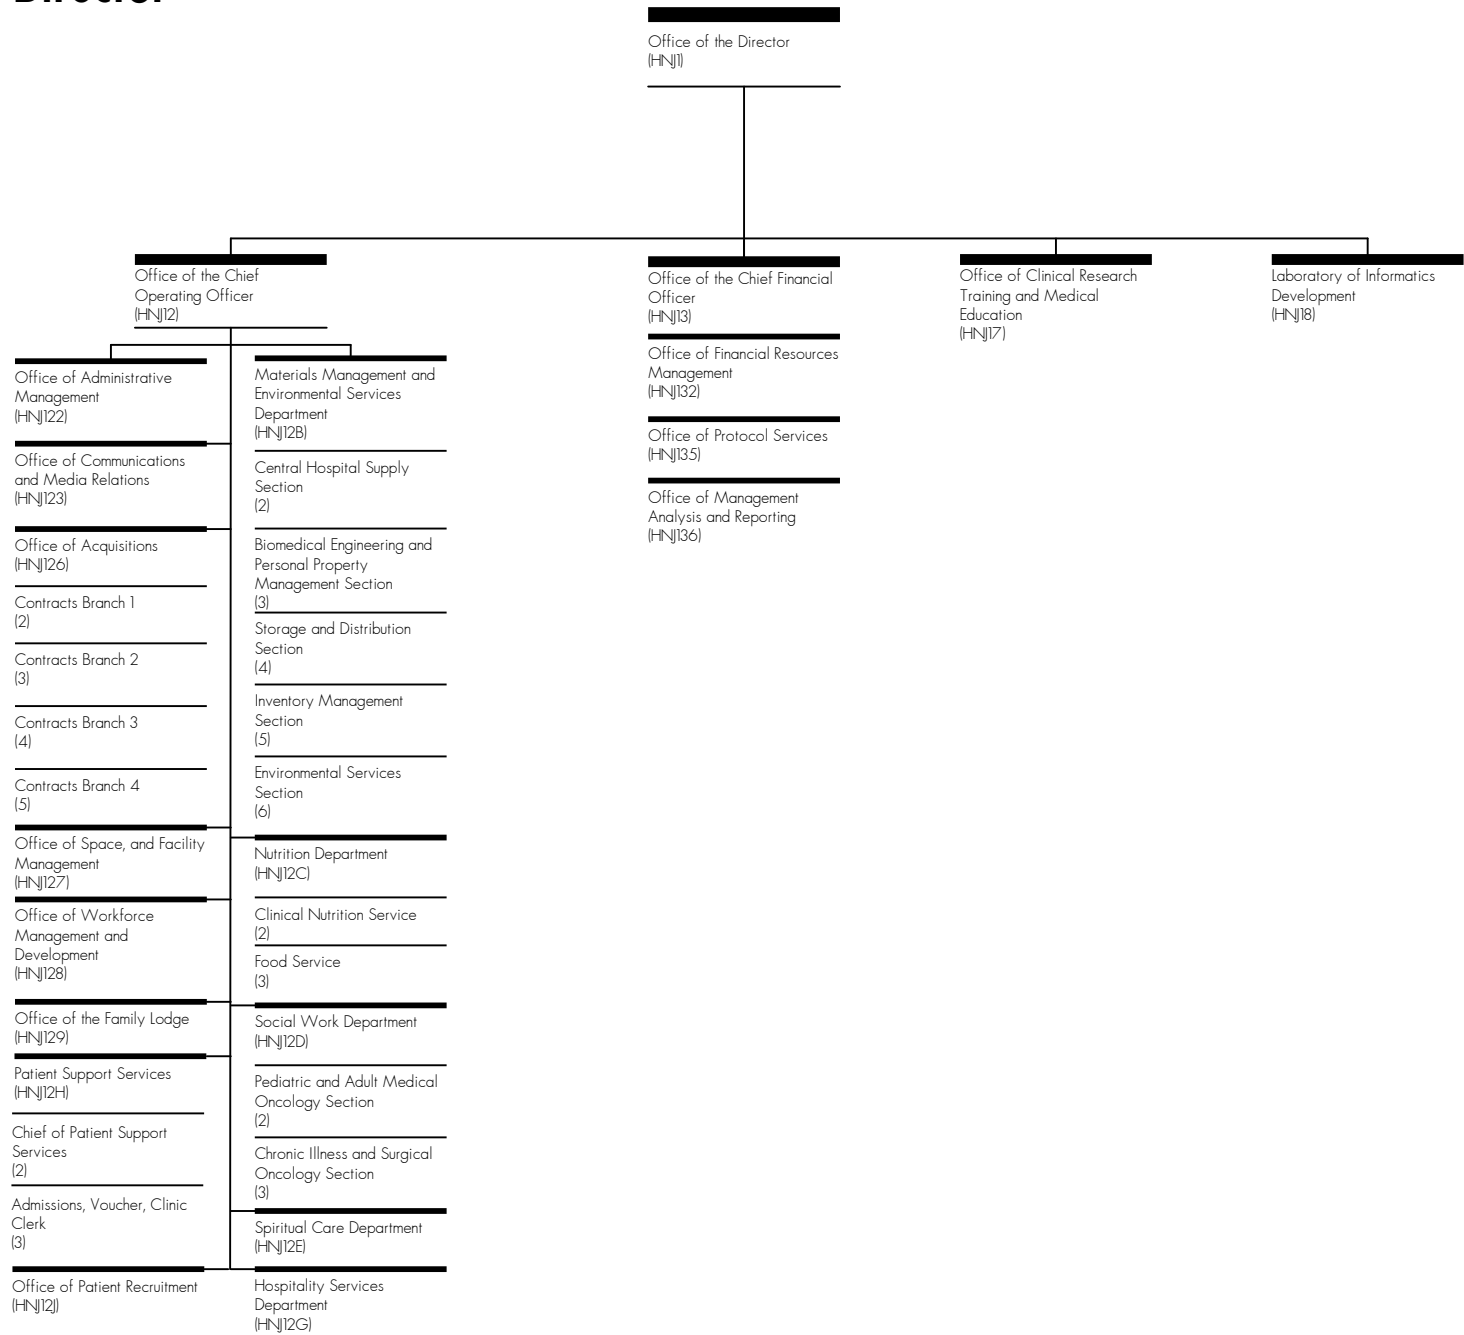 Director
Office of the Director
(HNJ1)
Office of the Chief
Operating Officer
(HNJ12)
Office of Administrative
Management
(HNJ122)
Office of Communications
and Media Relations
(HNJ123)
Office of Acquisitions
(HNJ126)
Contracts Branch 1
(2)
Contracts Branch 2
(3)
Contracts Branch 3
(4)
Contracts Branch 4
(5)
Office of Space, and Facility
Management
(HNJ127)
Office of Workforce
Management and
Development
(HNJ128)
Office of the Family Lodge
(HNJ129)
Patient Support Services
(HNJ12H)
Chief of Patient Support
Services
(2)
Admissions, Voucher, Clinic
Clerk
(3)
Office of Patient Recruitment
(HNJ12J)
Materials Management and
Environmental Services
Department
(HNJ12B)
Central Hospital Supply
Section
(2)
Biomedical Engineering and
Personal Property
Management Section
(3)
Storage and Distribution
Section
(4)
Inventory Management
Section
(5)
Environmental Services
Section
(6)
Nutrition Department
(HNJ12C)
Clinical Nutrition Service
(2)
Food Service
(3)
Social Work Department
(HNJ12D)
Pediatric and Adult Medical
Oncology Section
(2)
Chronic Illness and Surgical
Oncology Section
(3)
Spiritual Care Department
(HNJ12E)
Hospitality Services
Department
(HNJ12G)
Office of the Chief Financial
Officer
(HNJ13)
Office of Financial Resources
Management
(HNJ132)
Office of Protocol Services
(HNJ135)
Office of Management
Analysis and Reporting
(HNJ136)
Office of Clinical Research
Training and Medical
Education
(HNJ17)
Laboratory of Informatics
Development
(HNJ18)